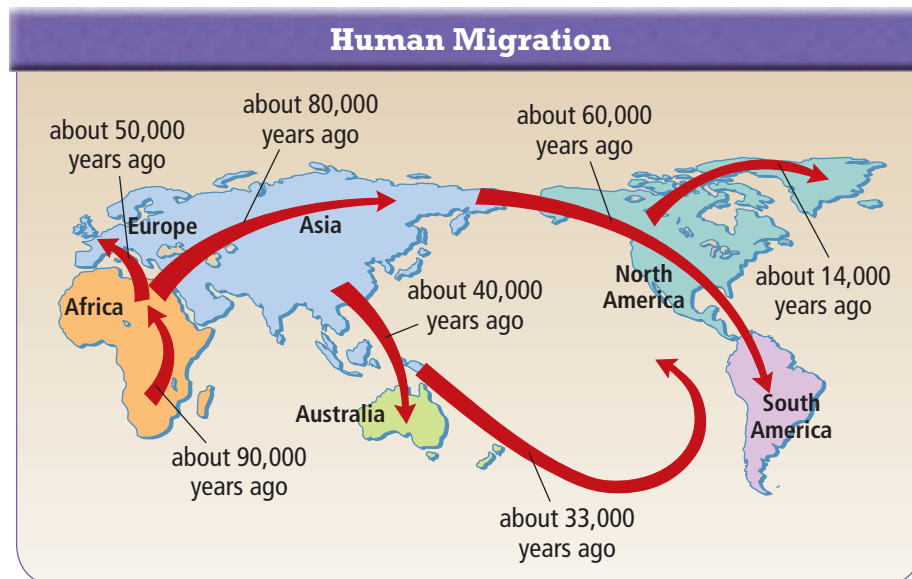 Human Migration
about 50,000
years ago
about 80,000
years ago
about 60,000
years ago
Europe
Asia
Africa
about 40,000
years ago
North
America
about 14,000
years ago
Australia
South
America
about 90,000
years ago
about 33,000
years ago